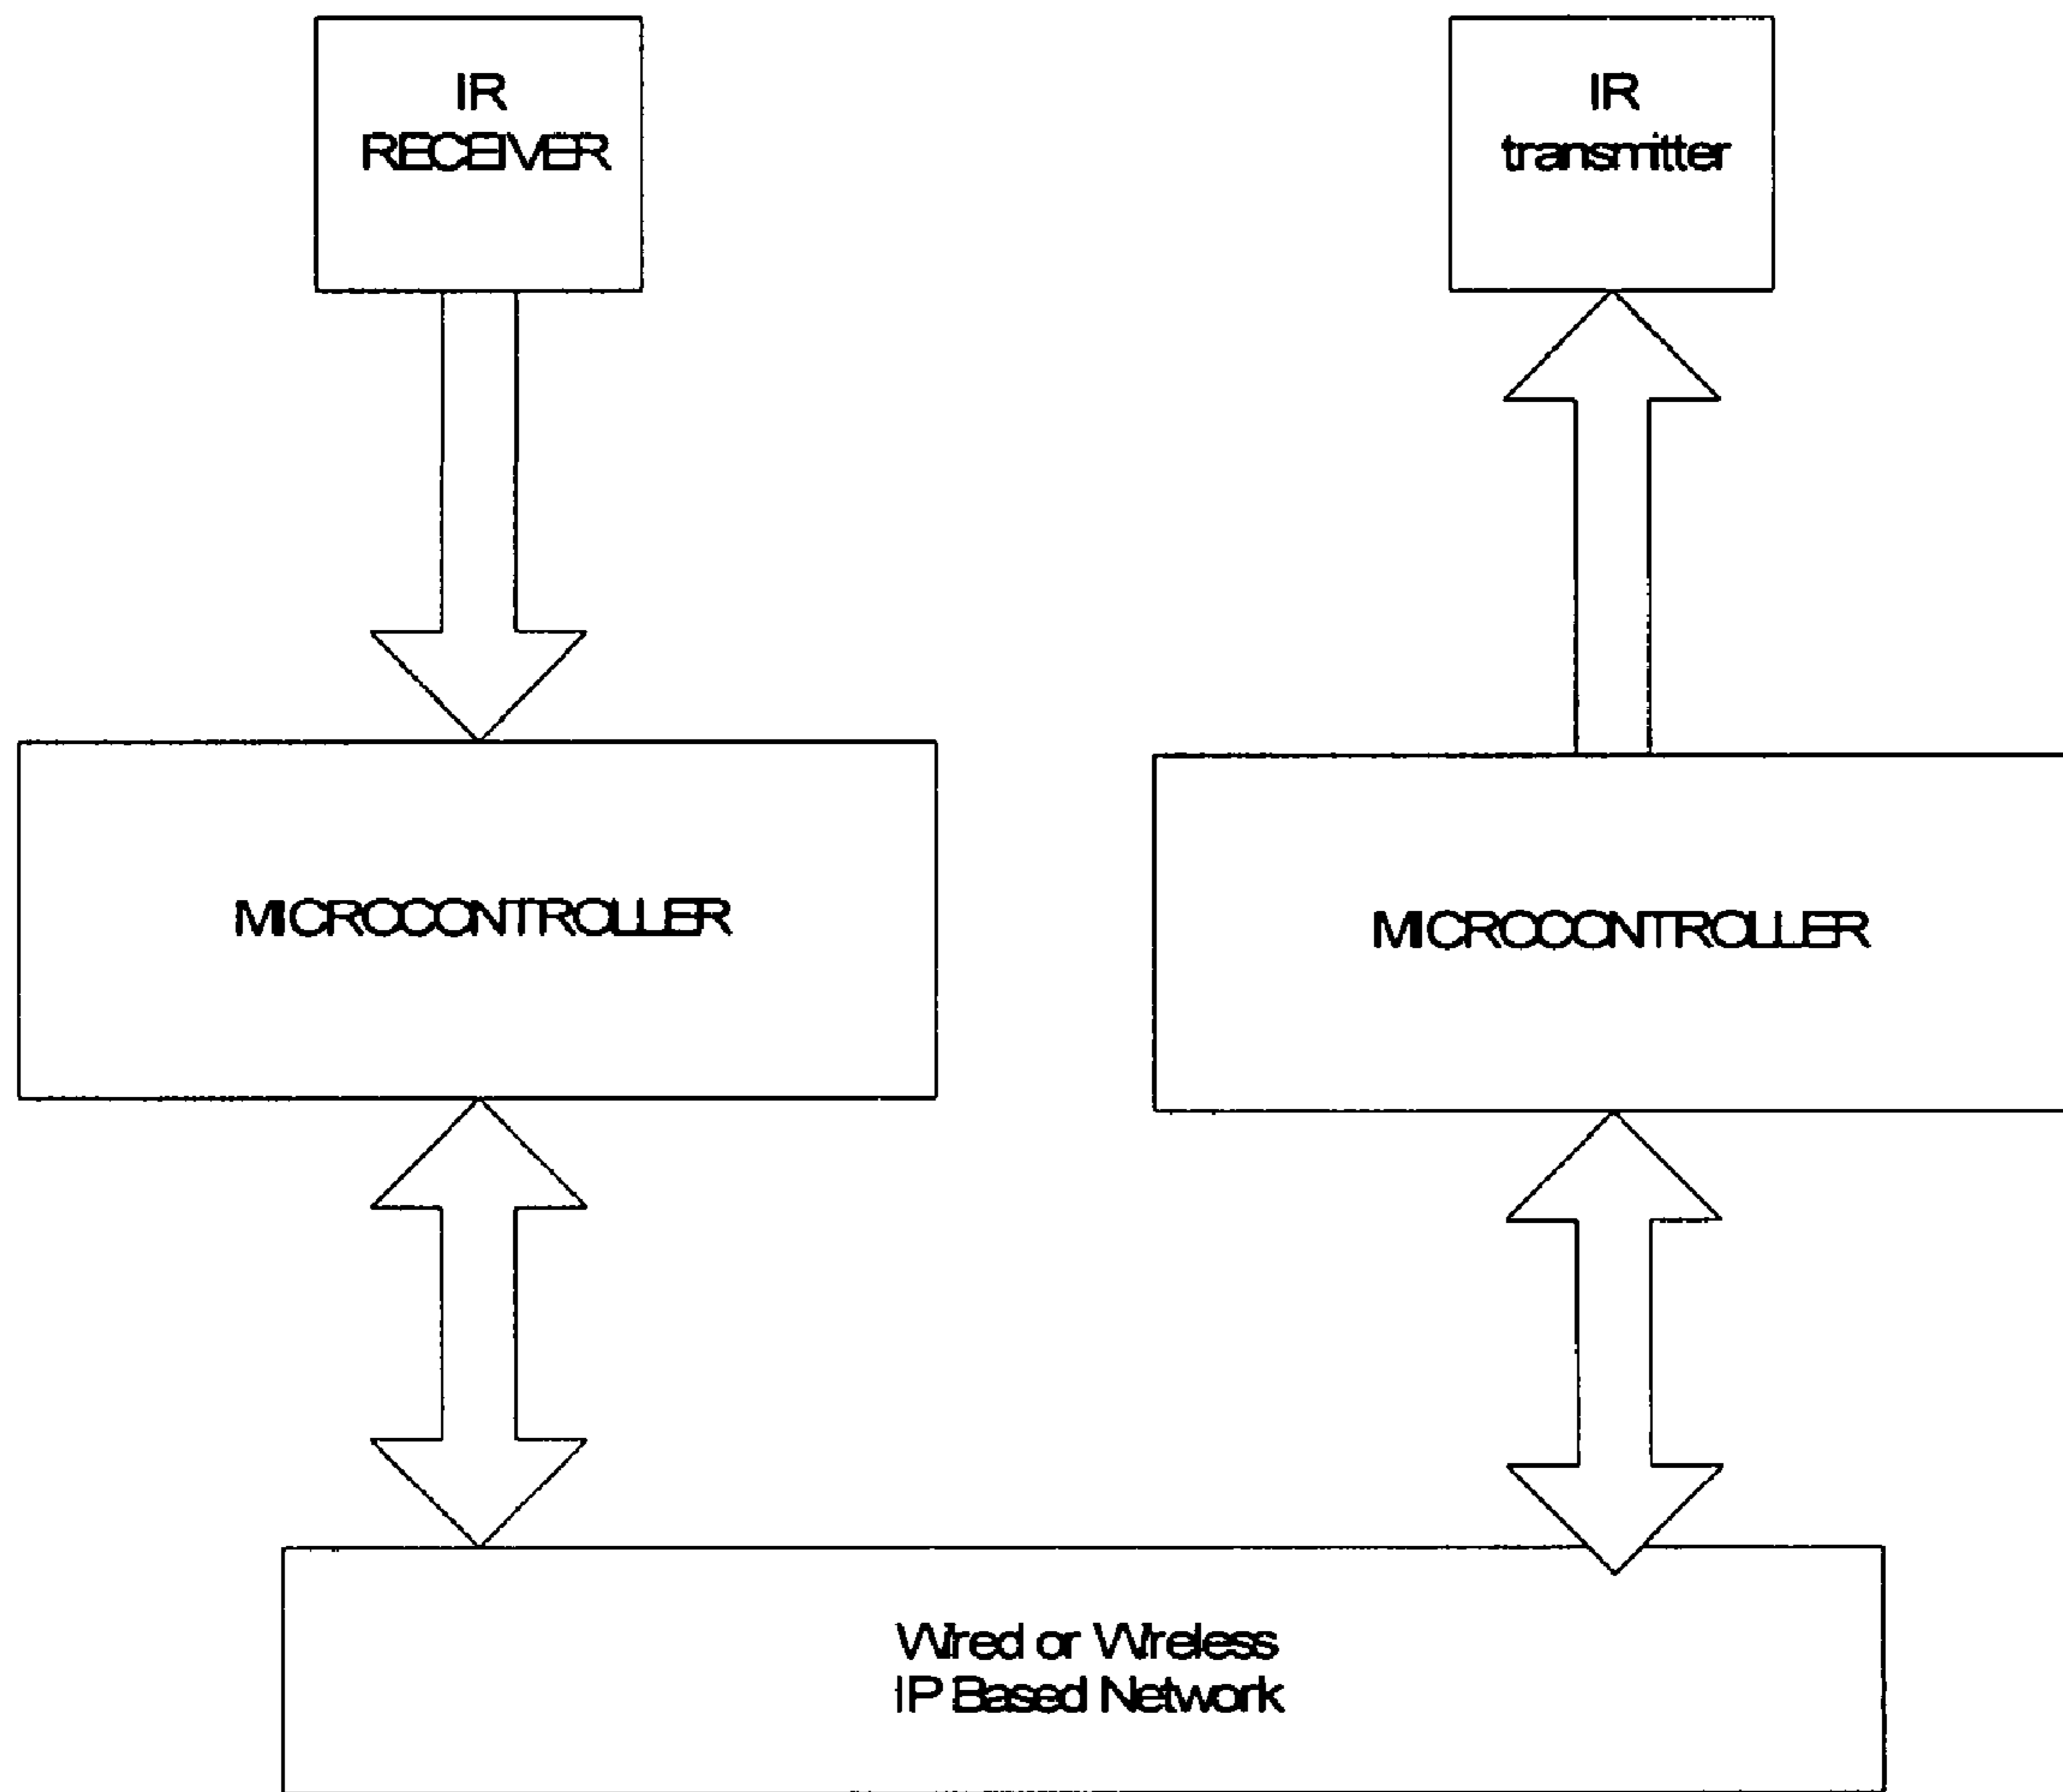 IR
RECEIVER
IR
transmitter
MICROCONTROLLER
MICROCONTROLLER
Wired or Wireless
IP Based Network